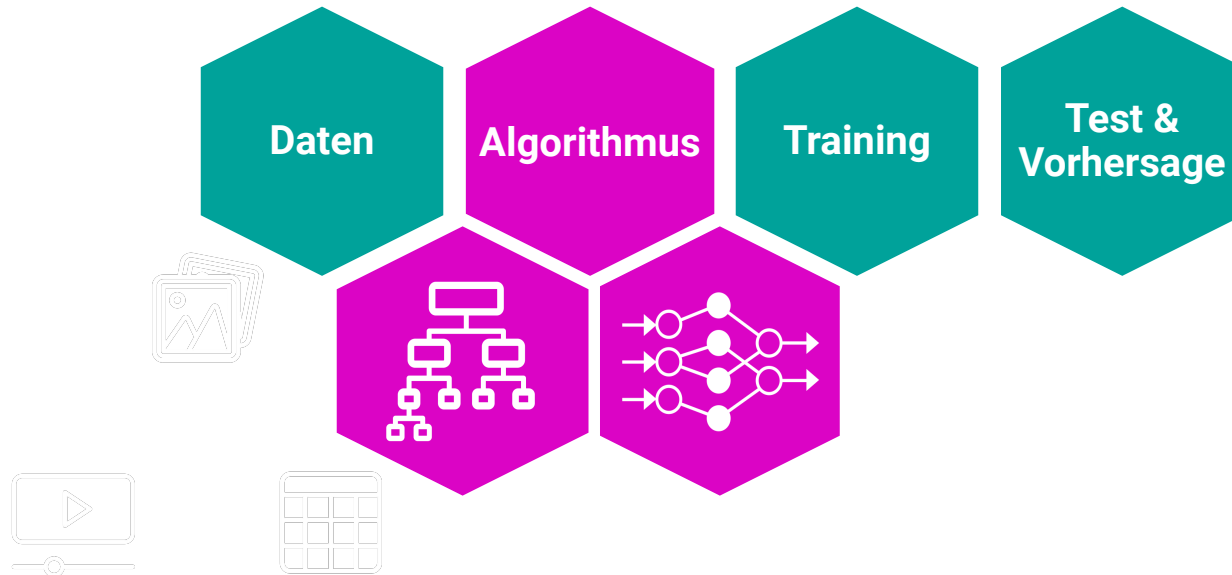 Daten
Algorithmus
Training
Test &
Vorhersage